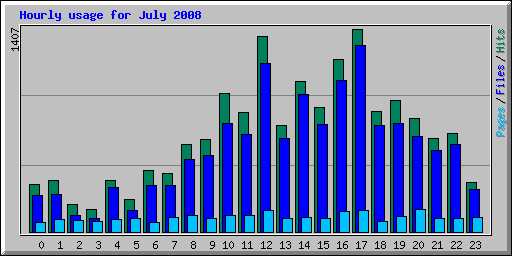 Hourly usage for July 2008
1407
Pages / Files / Hits
0 1 2 3 4 5 6 7 8 9 10 11 12 13 14 15 16 17 18 19 20 21 22 23